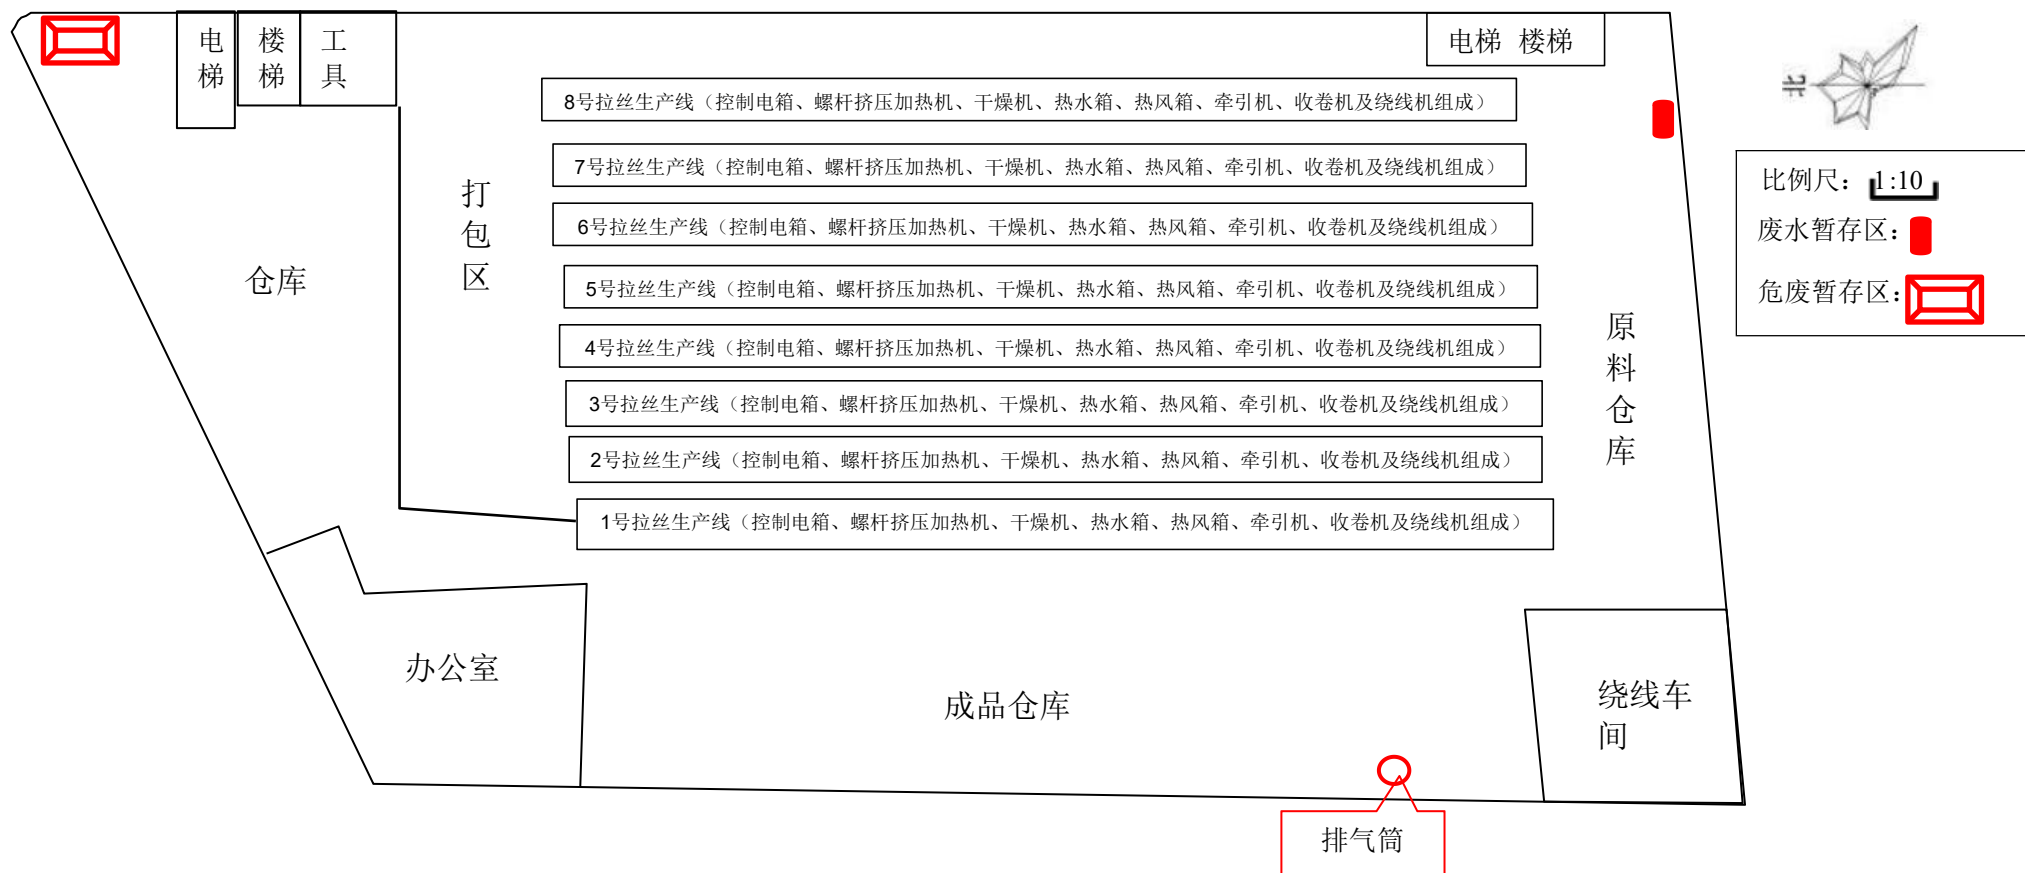 电梯
楼梯
工具
电梯 楼梯
北
8号拉丝生产线（控制电箱、螺杆挤压加热机、干燥机、热水箱、热风箱、牵引机、收卷机及绕线机组成）
7号拉丝生产线（控制电箱、螺杆挤压加热机、干燥机、热水箱、热风箱、牵引机、收卷机及绕线机组成）
6号拉丝生产线（控制电箱、螺杆挤压加热机、干燥机、热水箱、热风箱、牵引机、收卷机及绕线机组成）
5号拉丝生产线（控制电箱、螺杆挤压加热机、干燥机、热水箱、热风箱、牵引机、收卷机及绕线机组成）
4号拉丝生产线（控制电箱、螺杆挤压加热机、干燥机、热水箱、热风箱、牵引机、收卷机及绕线机组成）
3号拉丝生产线（控制电箱、螺杆挤压加热机、干燥机、热水箱、热风箱、牵引机、收卷机及绕线机组成）
2号拉丝生产线（控制电箱、螺杆挤压加热机、干燥机、热水箱、热风箱、牵引机、收卷机及绕线机组成）
1号拉丝生产线（控制电箱、螺杆挤压加热机、干燥机、热水箱、热风箱、牵引机、收卷机及绕线机组成）
打包区
仓库
原料仓库
比例尺：1:10
废水暂存区：
危废暂存区：
办公室
成品仓库
绕线车
间
排气筒